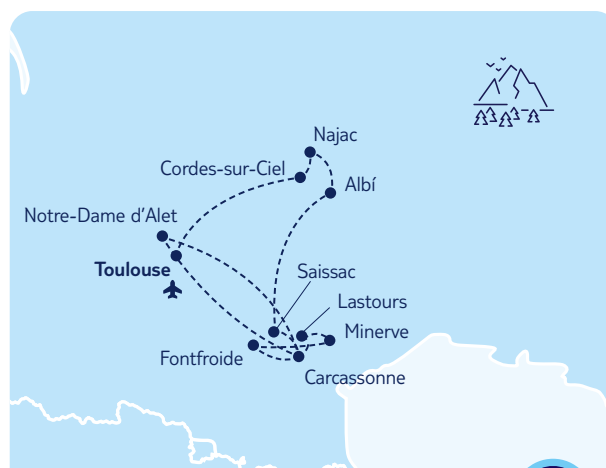 Najac
Cordes-sur-Ciel
Albí
Notre-Dame d'Alet
Toulouse
Saissac
Lastours
Minerve
Fontfroide
Carcassonne